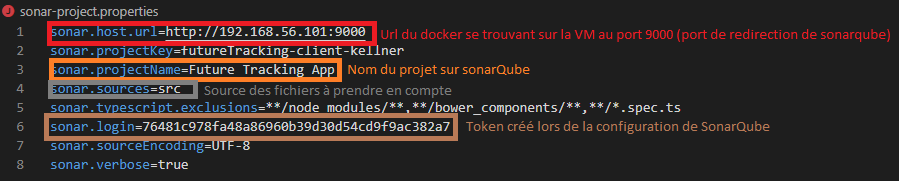 sonar-project.properties
1 sonar.host.url=http://192.168.56.101:9000 Url du docker se trouvant sur la VM au port 9000 (port de redirection de sonarqube)
2 sonar.projectKey=futureTracking-client-kellner
3 sonar.projectName=Future Tracking App Nom du projet sur sonarQube
4 sonar.sources=src Source des fichiers à prendre en compte
5 sonar.typescript.exclusions=**/node_modules/**,**/bower_components/**,**/*.spec.ts
6 sonar.login=76481c978fa48a86960b39d30d54cd9f9ac382a7 Token créé lors de la configuration de SonarQube
7 sonar.sourceEncoding=UTF-8
8 sonar.verbose=true